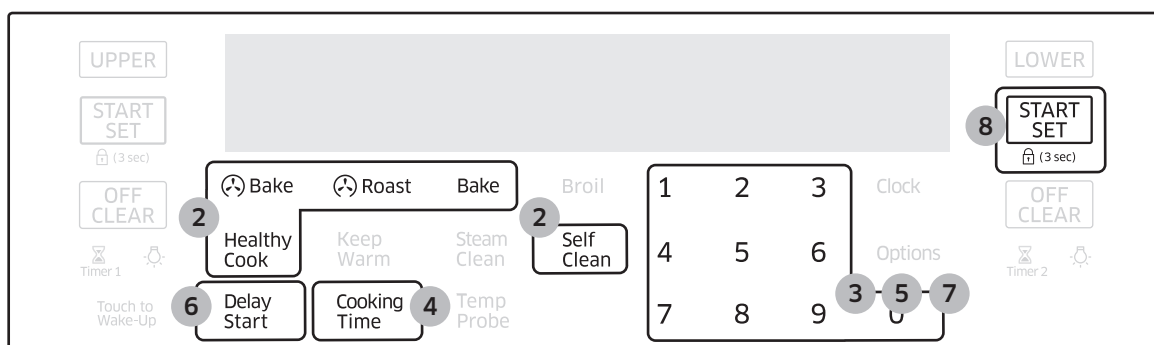 UPPER
LOWER
START
SET
(3 sec)
8
START
SET
(3 sec)
Bake
Roast
Bake
Broil
1 2 3
Clock
OFF
CLEAR
2
2
OFF
CLEAR
Healthy
Cook
Keep
Warm
Steam
Clean
Self
Clean
4 5 6
Options
Timer 1
Timer 2
3 5 7
Touch to
Wake-Up
6
Delay
Start
Cooking
Time
4
Temp
Probe
7 8 9 0